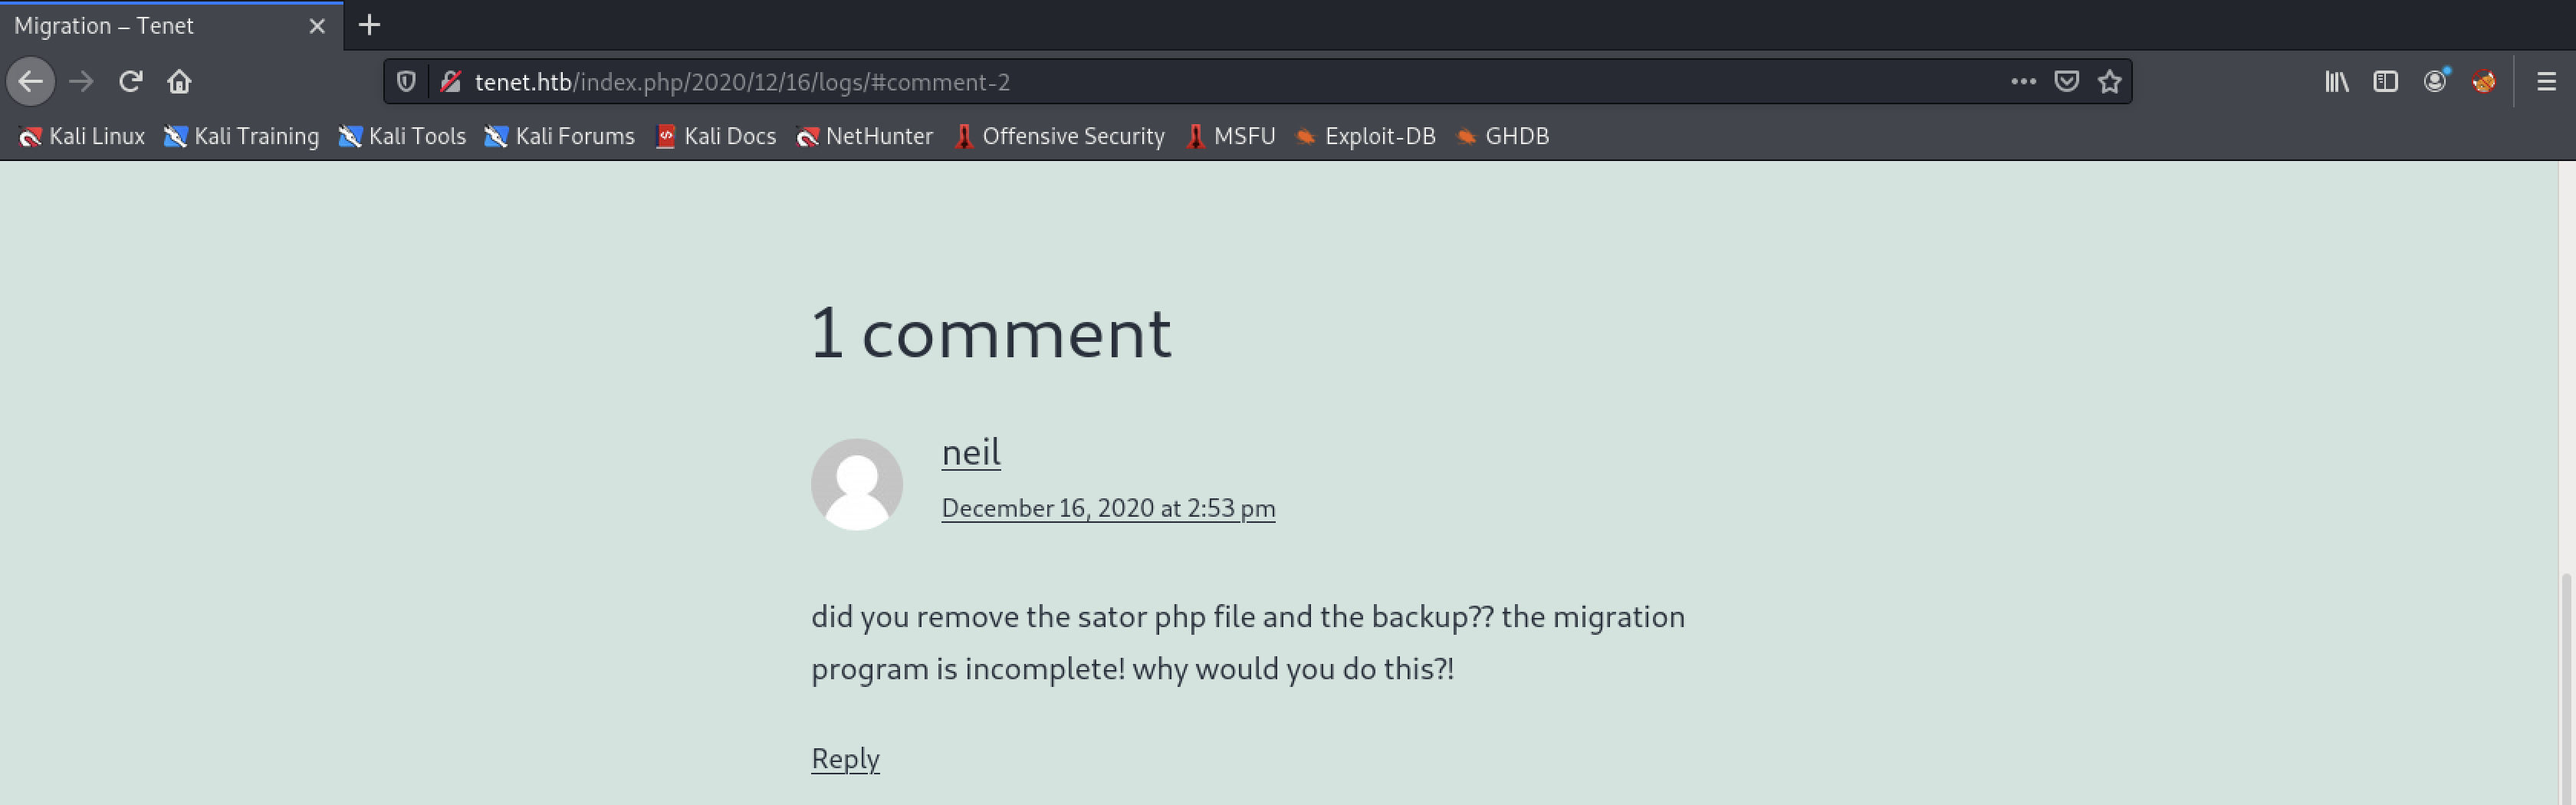 Migration – Tenet
tenet.htb/index.php/2020/12/16/logs/#comment-2
Kali Linux Kali Training Kali Tools Kali Forums Kali Docs NetHunter Offensive Security MSFU Exploit-DB GHDB
1 comment
neil
December 16, 2020 at 2:53 pm
did you remove the sator php file and the backup?? the migration
program is incomplete! why would you do this?!
Reply